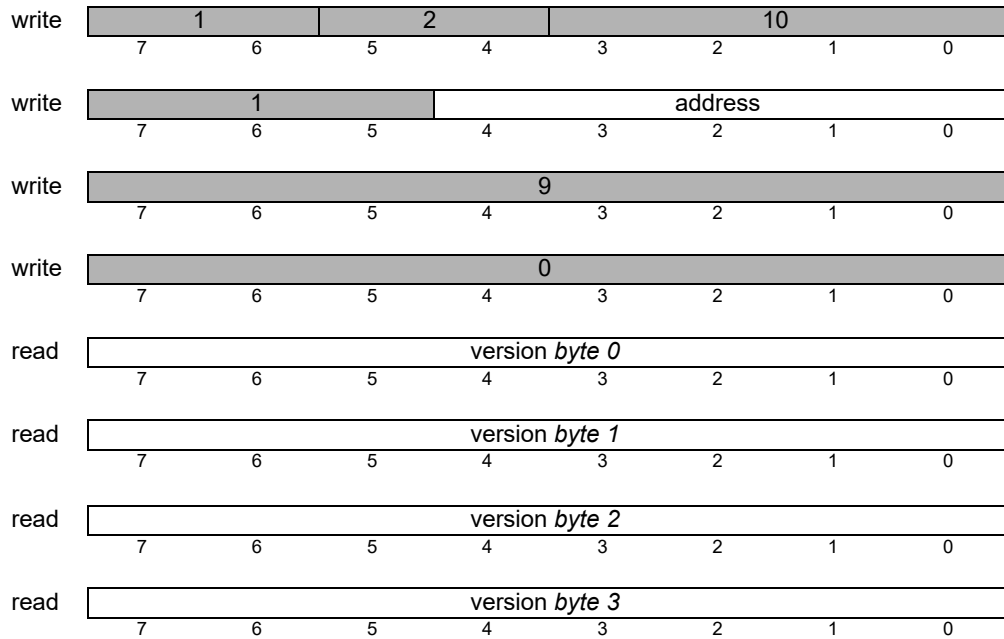 write 1 2 10
7 6 5 4 3 2 1 0
write 1 address
7 6 5 4 3 2 1 0
write 9
7 6 5 4 3 2 1 0
write 0
7 6 5 4 3 2 1 0
read version byte 0
7 6 5 4 3 2 1 0
read version byte 1
7 6 5 4 3 2 1 0
read version byte 2
7 6 5 4 3 2 1 0
read version byte 3
7 6 5 4 3 2 1 0